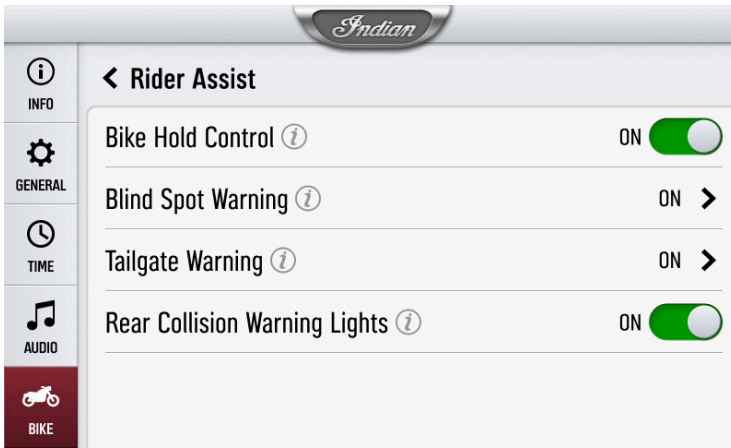 Indian
INFO
GENERAL
TIME
AUDIO
BIKE
Rider Assist
Bike Hold Control i ON
Blind Spot Warning i ON
Tailgate Warning i ON
Rear Collision Warning Lights i ON